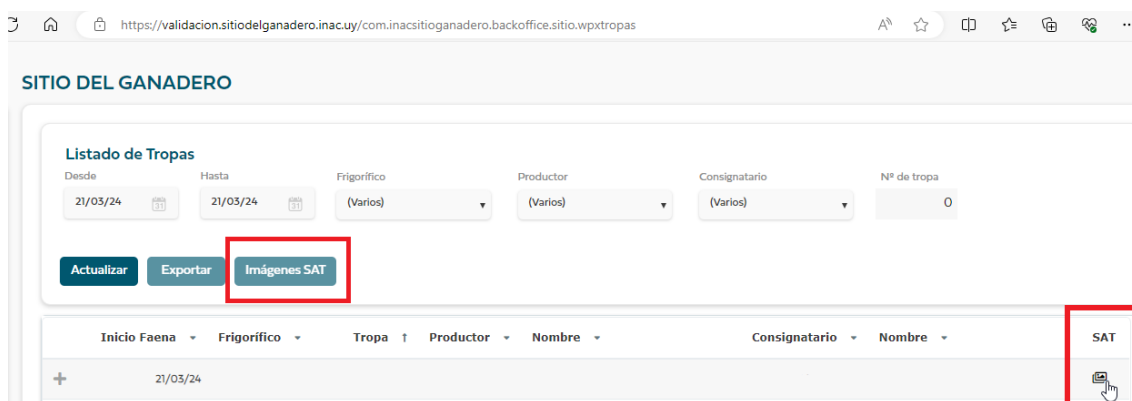 https://validacion.sitiodelganadero.inac.uy/com.inacsitioganadero.backoffice.sitio.wpxtropas
SITIO DEL GANADERO
Listado de Tropas
Desde Hasta Frigorífico Productor Consignatario Nº de tropa
21/03/24 21/03/24 (Varios) (Varios) (Varios) 0
Actualizar Exportar Imágenes SAT
Inicio Faena Frigorífico Tropa ↑ Productor Nombre Consignatario Nombre SAT
21/03/24